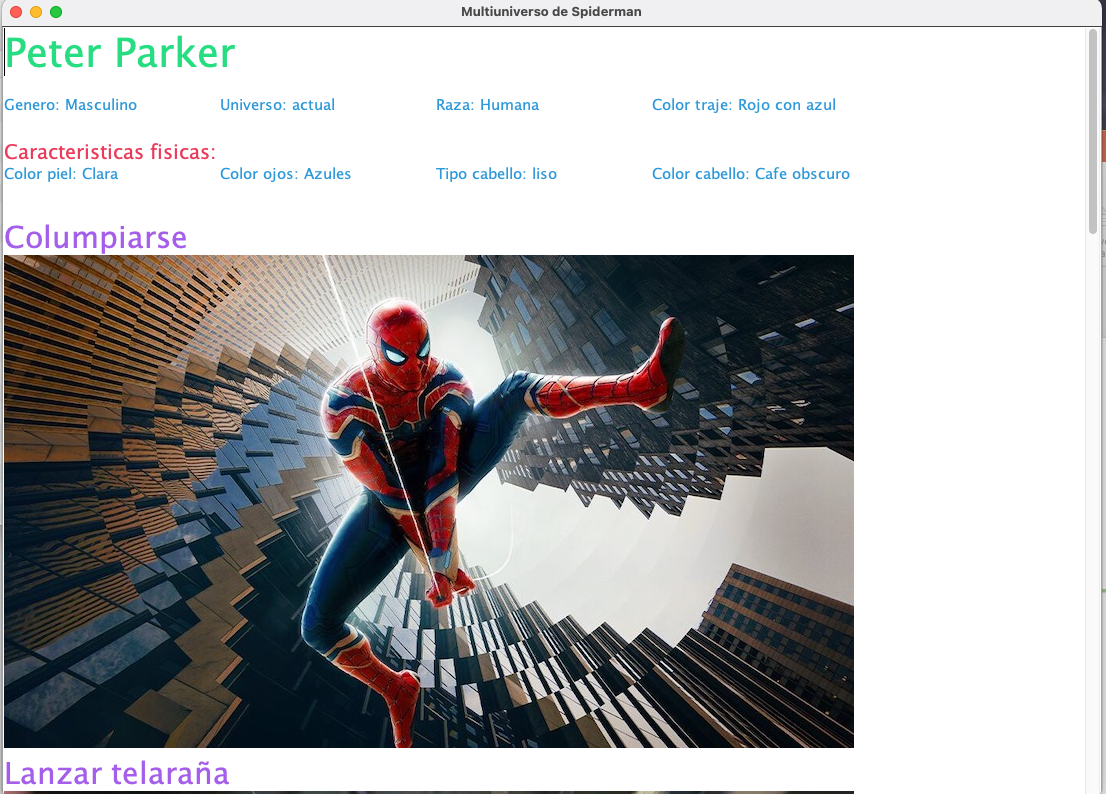 Multiuniverso de Spiderman
Peter Parker
Genero: Masculino Universo: actual Raza: Humana Color traje: Rojo con azul
Caracteristicas fisicas:
Color piel: Clara Color ojos: Azules Tipo cabello: liso Color cabello: Cafe obscuro
Columpiarse
Lanzar telaraña